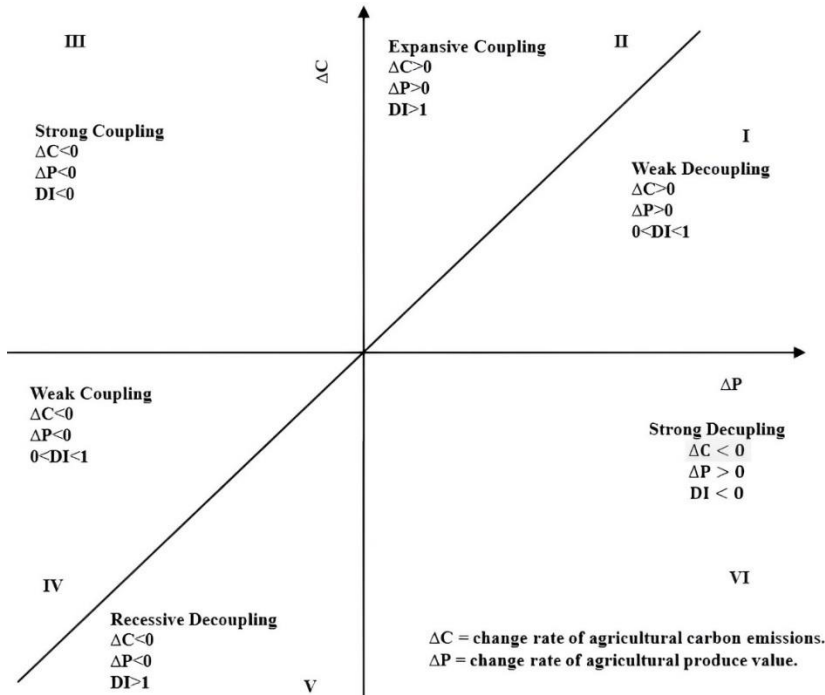 III
ΔC
Expansive Coupling
ΔC>0
ΔP>0
DI>1
II
Strong Coupling
ΔC<0
ΔP<0
DI<0
I
Weak Decoupling
ΔC>0
ΔP>0
0<DI<1
ΔP
Weak Coupling
ΔC<0
ΔP<0
0<DI<1
Strong Decupling
ΔC < 0
ΔP > 0
DI < 0
IV
VI
Recessive Decoupling
ΔC<0
ΔP<0
DI>1
V
ΔC = change rate of agricultural carbon emissions.
ΔP = change rate of agricultural produce value.